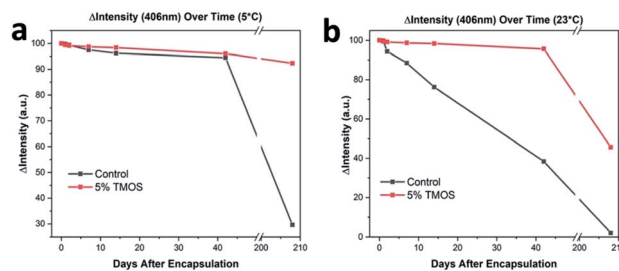 a
ΔIntensity (406nm) Over Time (5°C)
ΔIntensity (a.u.)
100
90
80
70
60
50
40
30
Control
5% TMOS
0 10 20 30 40 200 210
Days After Encapsulation
b
ΔIntensity (406nm) Over Time (23°C)
ΔIntensity (a.u.)
100
80
60
40
20
0
Control
5% TMOS
0 10 20 30 40 200 210
Days After Encapsulation